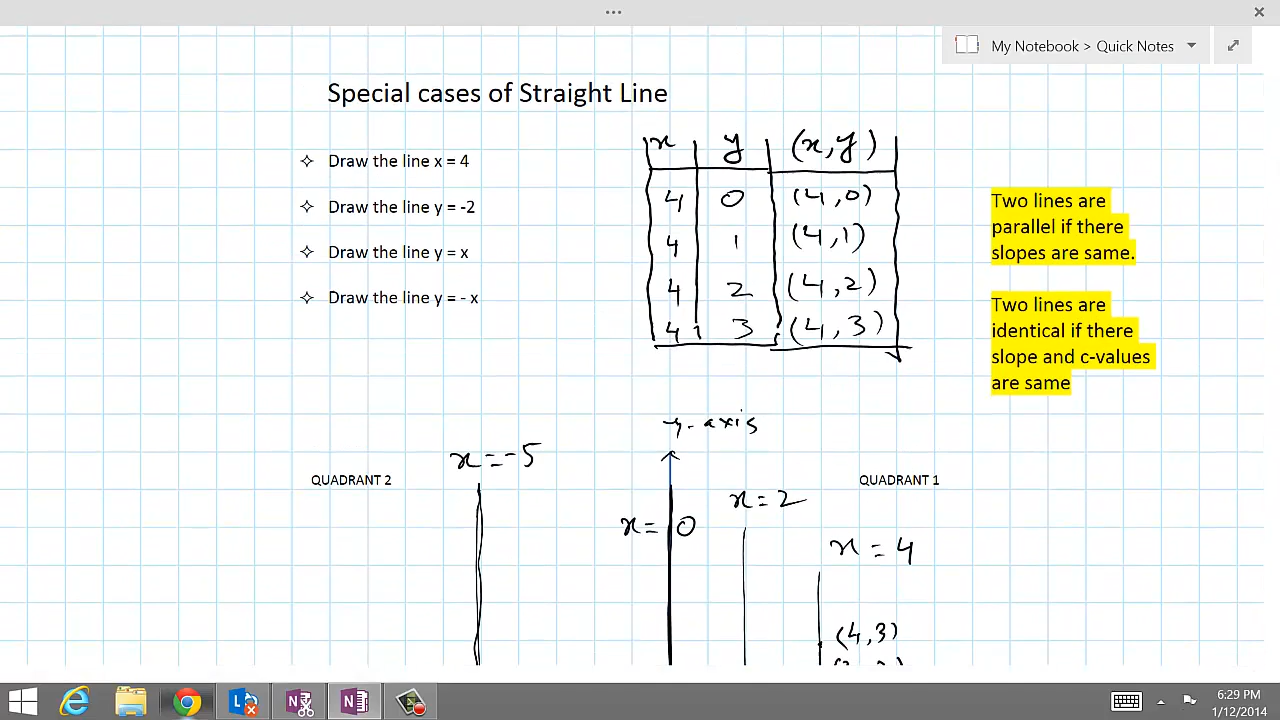 My Notebook > Quick Notes
Special cases of Straight Line
Draw the line x = 4
Draw the line y = -2
Draw the line y = x
Draw the line y = - x
x y (x,y)
4 0 (4,0)
4 1 (4,1)
4 2 (4,2)
4 3 (4,3)
Two lines are
parallel if there
slopes are same.
Two lines are
identical if there
slope and c-values
are same
y-axis
x=-5
QUADRANT 2
QUADRANT 1
x=2
x=0
x=4
(4,3)
6:29 PM
1/12/2014